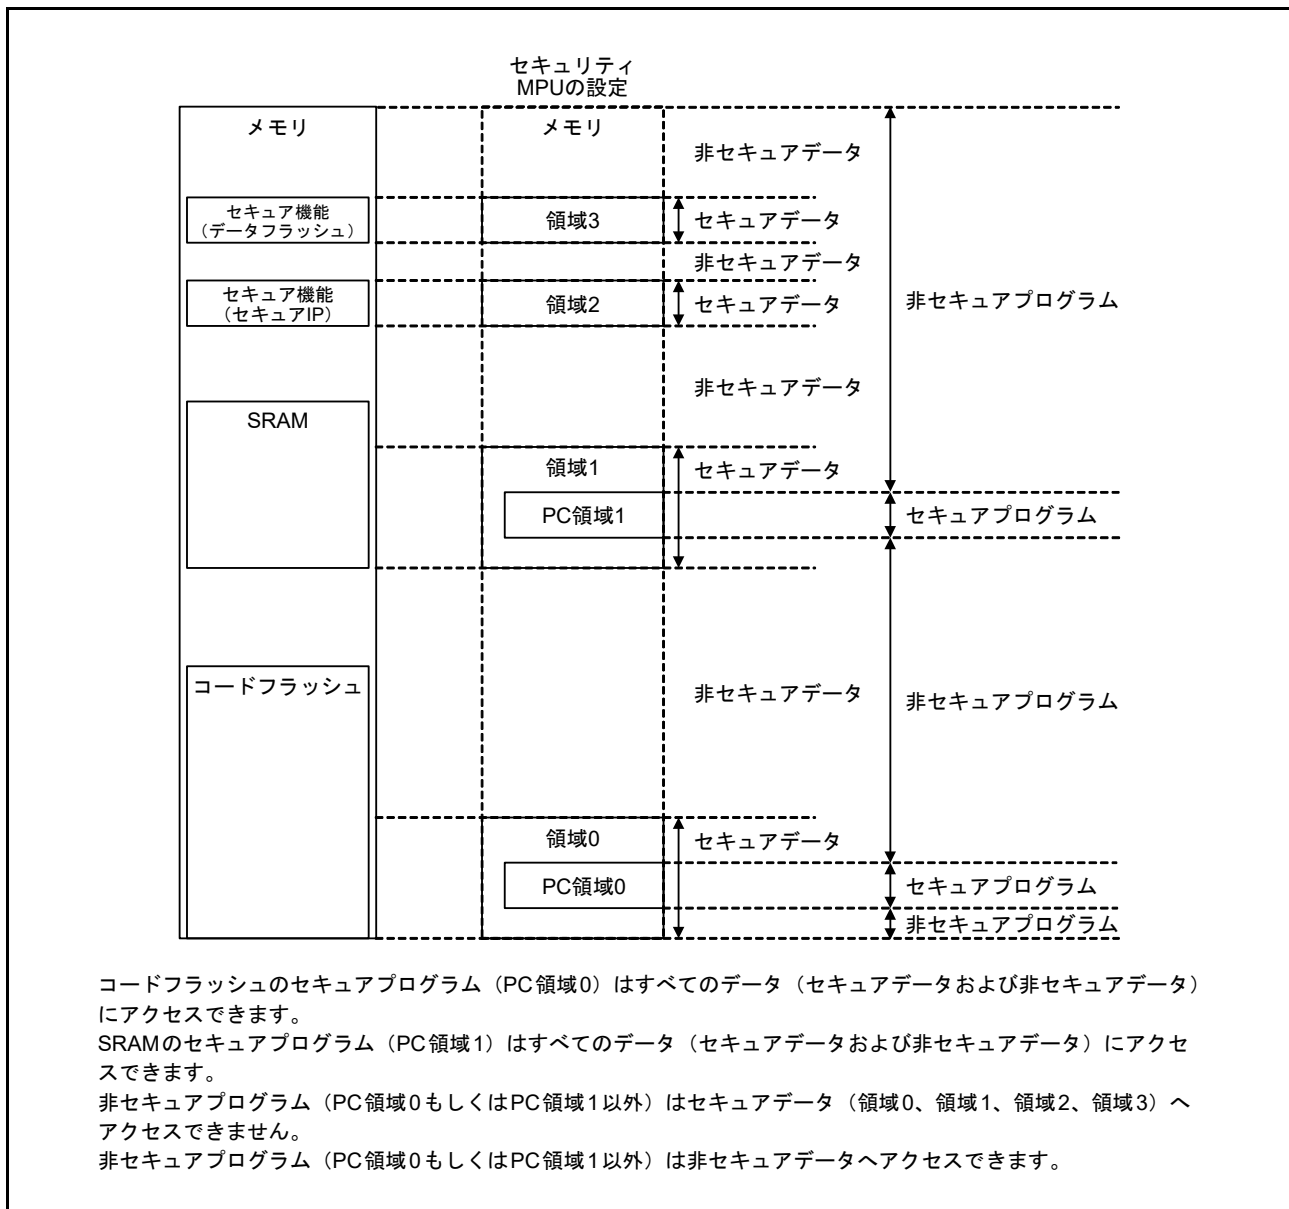 セキュリティ
MPUの設定
メモリ
メモリ
非セキュアデータ
セキュア機能
（データフラッシュ）
領域3
セキュアデータ
非セキュアデータ
セキュア機能
（セキュアIP）
領域2
セキュアデータ
非セキュアプログラム
非セキュアデータ
SRAM
領域1
セキュアデータ
PC領域1
セキュアプログラム
コードフラッシュ
非セキュアデータ
非セキュアプログラム
領域0
セキュアデータ
PC領域0
セキュアプログラム
非セキュアプログラム
コードフラッシュのセキュアプログラム（PC領域0）はすべてのデータ（セキュアデータおよび非セキュアデータ）
にアクセスできます。
SRAMのセキュアプログラム（PC領域1）はすべてのデータ（セキュアデータおよび非セキュアデータ）にアクセ
スできます。
非セキュアプログラム（PC領域0もしくはPC領域1以外）はセキュアデータ（領域0、領域1、領域2、領域3）へ
アクセスできません。
非セキュアプログラム（PC領域0もしくはPC領域1以外）は非セキュアデータへアクセスできます。